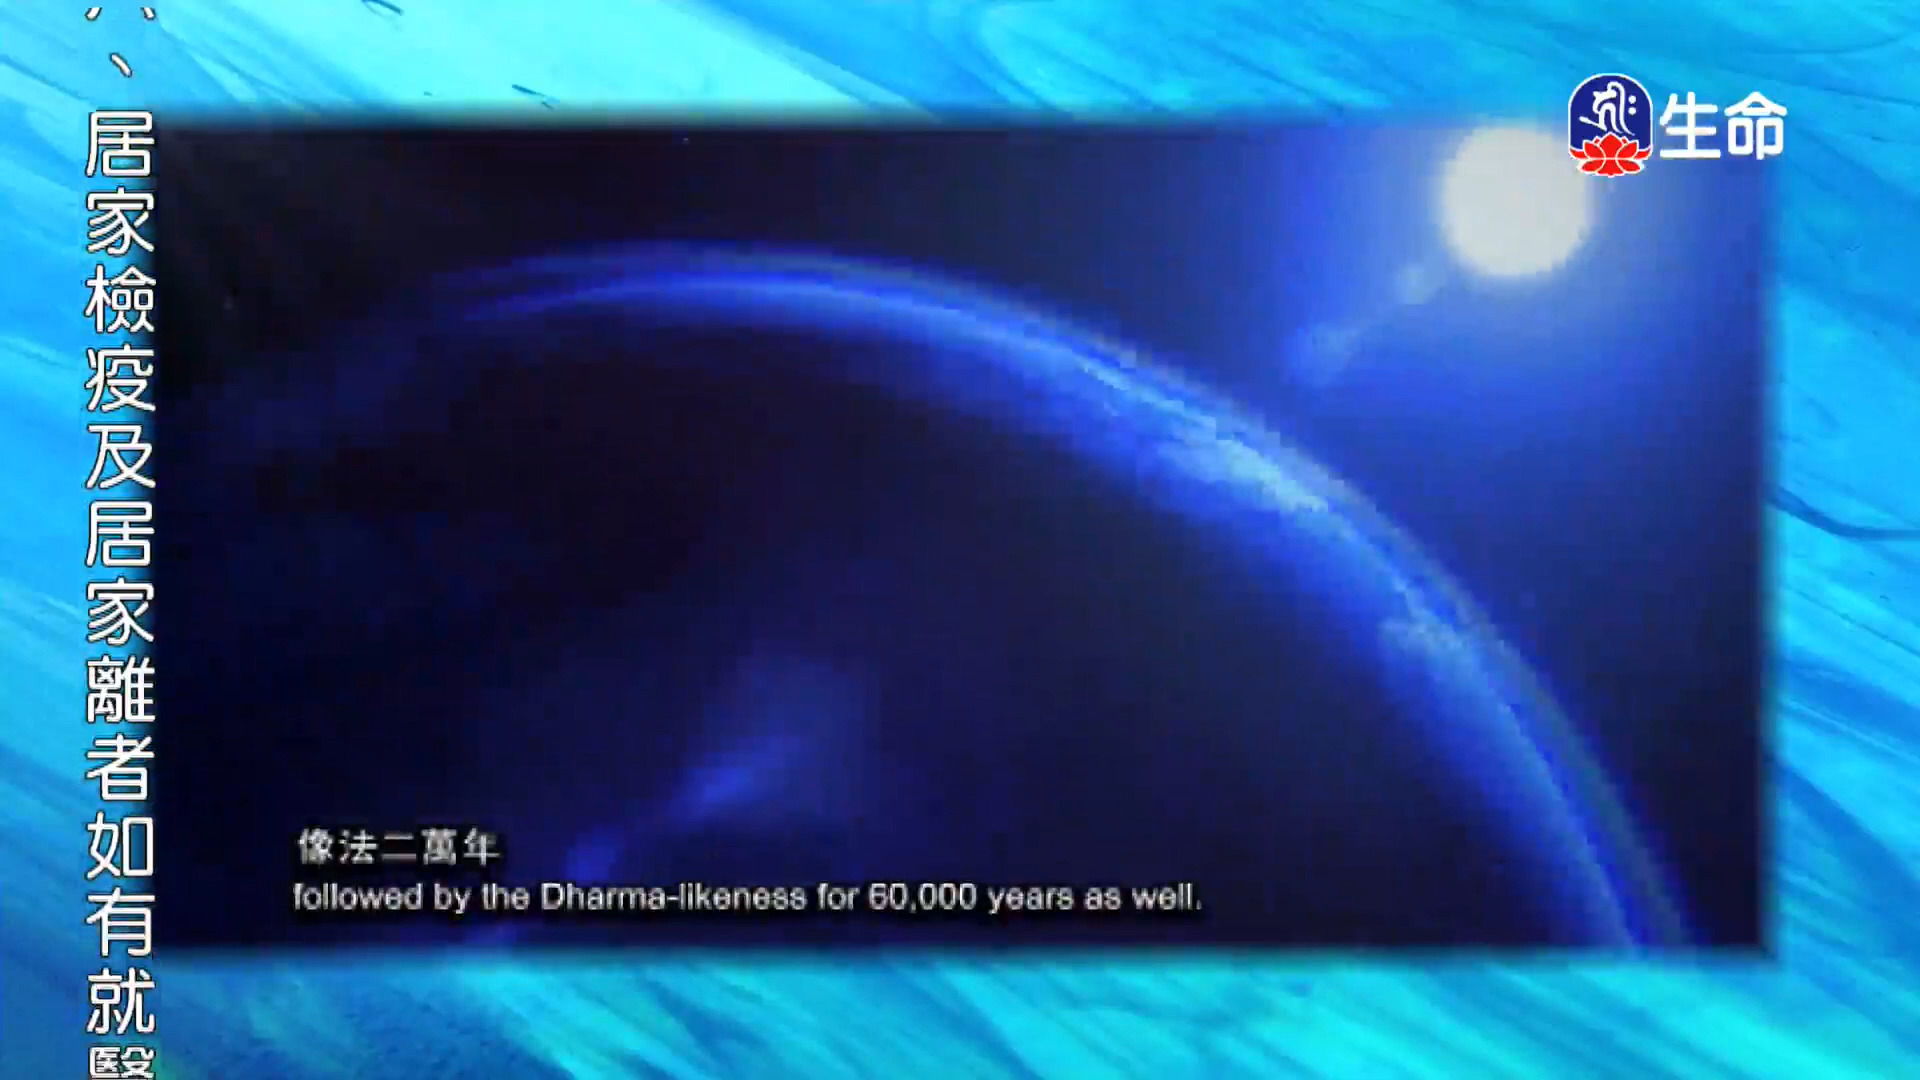 、居家檢疫及居家離者如有就醫
生命
像法二萬年
followed by the Dharma-likeness for 60,000 years as well.